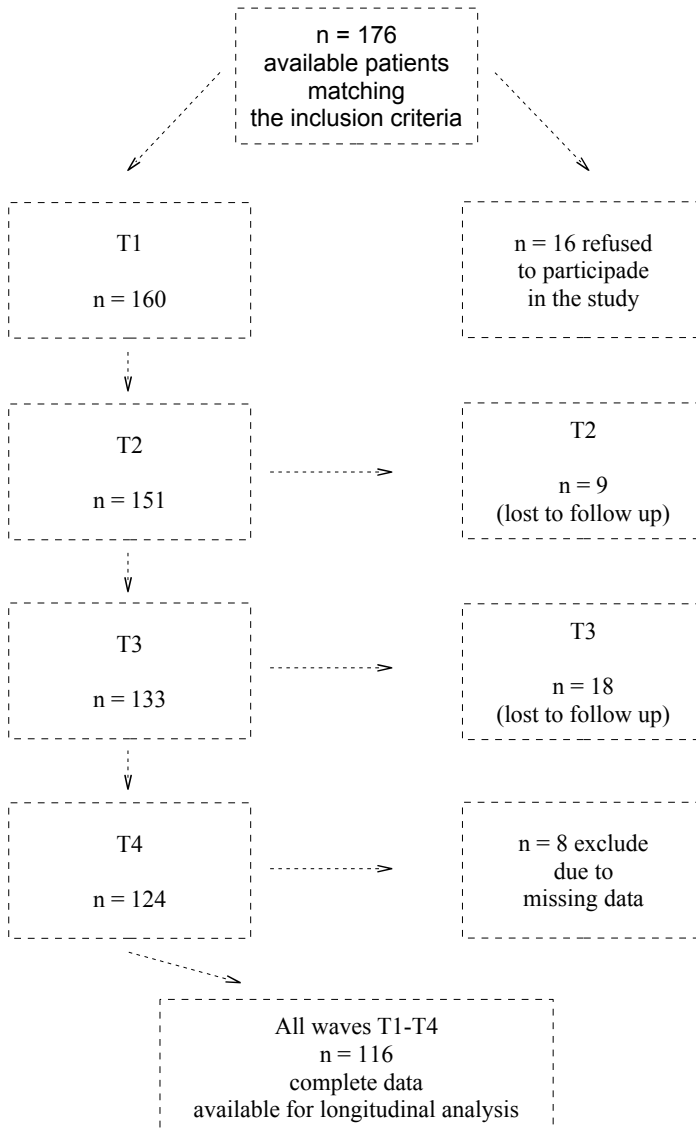 n = 176
available patients
matching
the inclusion criteria
T1
n = 160
n = 16 refused
to participade
in the study
T2
n = 151
T2
n = 9
(lost to follow up)
T3
n = 133
T3
n = 18
(lost to follow up)
T4
n = 124
n = 8 exclude
due to
missing data
All waves T1-T4
n = 116
complete data
available for longitudinal analysis